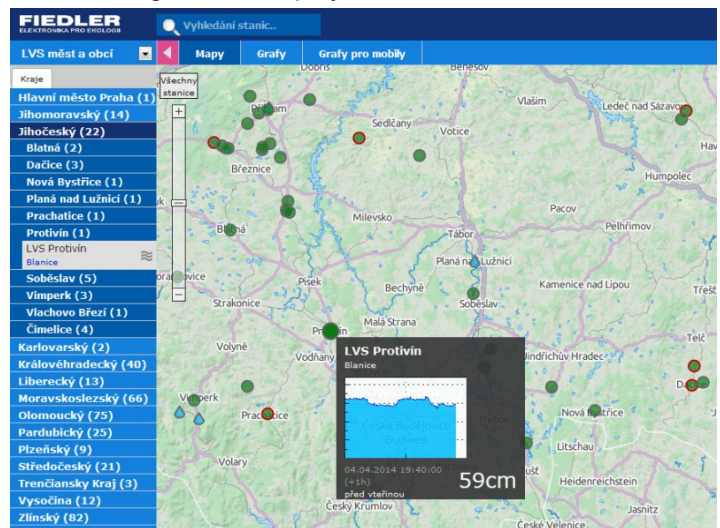 FIEDLER
ELEKTRONIKA PRO EKOLOGII
Vyhledání stanic..
LVS měst a obcí
Mapy
Grafy
Grafy pro mobily
Kraje
Všechny
stanice
Hlavní město Praha (1)
Jihomoravský (14)
Jihočeský (22)
Blatná (2)
Dačice (3)
Nová Bystřice (1)
Planá nad Lužnicí (1)
Prachatice (1)
Protivín (1)
LVS Protivín
Blanice
Soběslav (5)
Vimperk (3)
Vlachovo Březí (1)
Čimelice (4)
Karlovarský (2)
Královéhradecký (40)
Liberecký (13)
Moravskoslezský (66)
Olomoucký (75)
Pardubický (25)
Plzeňský (9)
Středočeský (21)
Trenčiansky Kraj (3)
Vysočina (12)
Zlínský (82)
Dobříš
Benešov
Vlašim
Ledeč nad Sázavou
Sedlčany
Votice
Březnice
Humpolec
Pacov
Pelhřimov
Milevsko
Blatná
Tábor
Planá nad Lužnicí
Písek
Bechyně
Kamenice nad Lipou
Strakonice
Soběslav
Malá Strana
Volyně
Vodňany
Jindřichův Hradec
Telč
Vimperk
Prachatice
Nová Bystřice
Volary
Litschau
Heidenreichstein
Český Krumlov
Jasnitz
České Velenice
LVS Protivín
Blanice
České Budějovice
Budweis
04.04.2014 19:40:00
(+1h)
před vteřinou
59cm